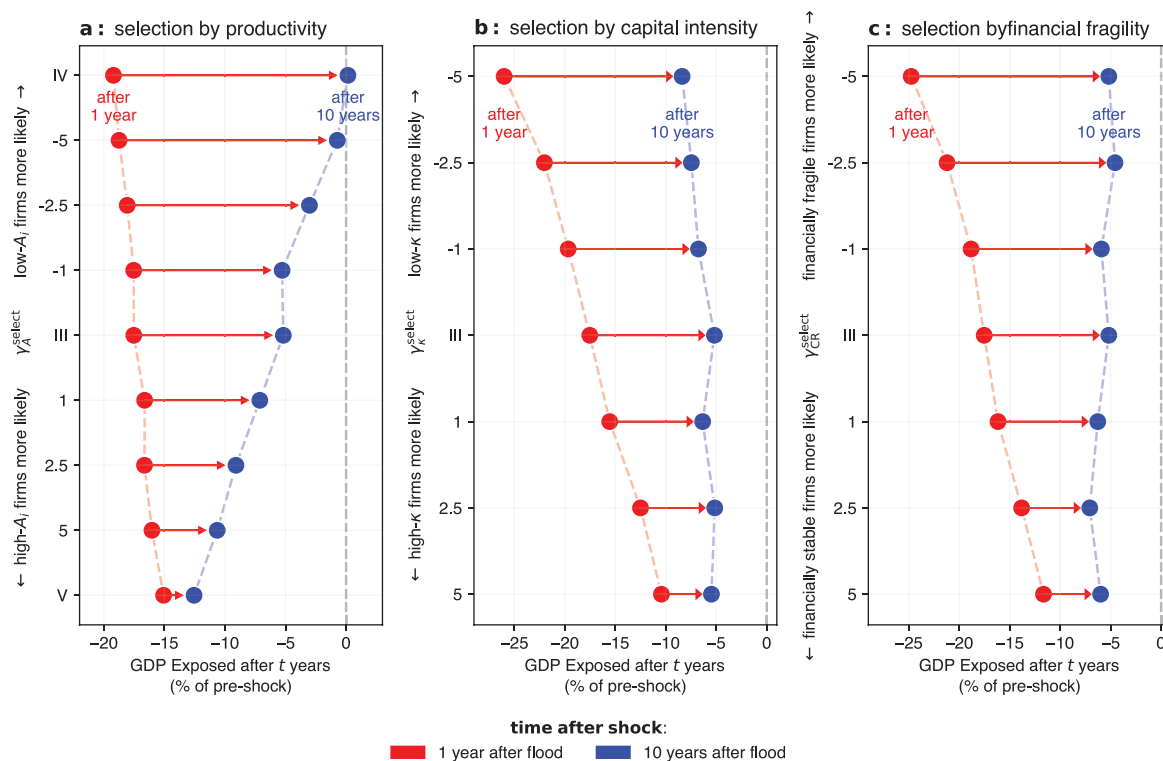 a: selection by productivity
low-Aᵢ firms more likely →
γ_A^select
← high-Aᵢ firms more likely
IV
-5
-2.5
-1
III
1
2.5
5
V
after
1 year
after
10 years
−20 −15 −10 −5 0
GDP Exposed after t years
(% of pre-shock)
b: selection by capital intensity
low-κ firms more likely →
γ_κ^select
← high-κ firms more likely
-5
-2.5
-1
III
1
2.5
5
after
1 year
after
10 years
−25 −20 −15 −10 −5 0
GDP Exposed after t years
(% of pre-shock)
c: selection byfinancial fragility
financially fragile firms more likely →
γ_CR^select
← financially stable firms more likely
-5
-2.5
-1
III
1
2.5
5
after
1 year
after
10 years
−25 −20 −15 −10 −5 0
GDP Exposed after t years
(% of pre-shock)
time after shock:
1 year after flood 10 years after flood